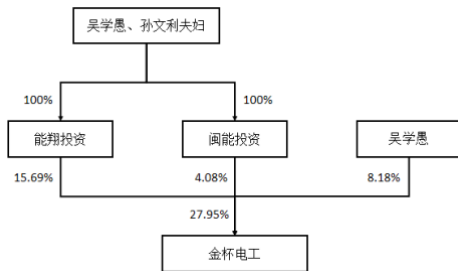 吴学愚、孙文利夫妇
100%
100%
能翔投资
闽能投资
吴学愚
15.69%
4.08%
8.18%
27.95%
金杯电工